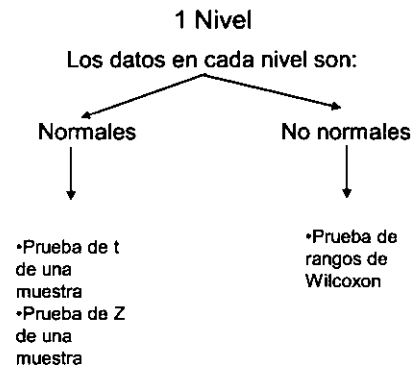 1 Nivel
Los datos en cada nivel son:
Normales
No normales
•Prueba de t
de una
muestra
•Prueba de Z
de una
muestra
•Prueba de
rangos de
Wilcoxon